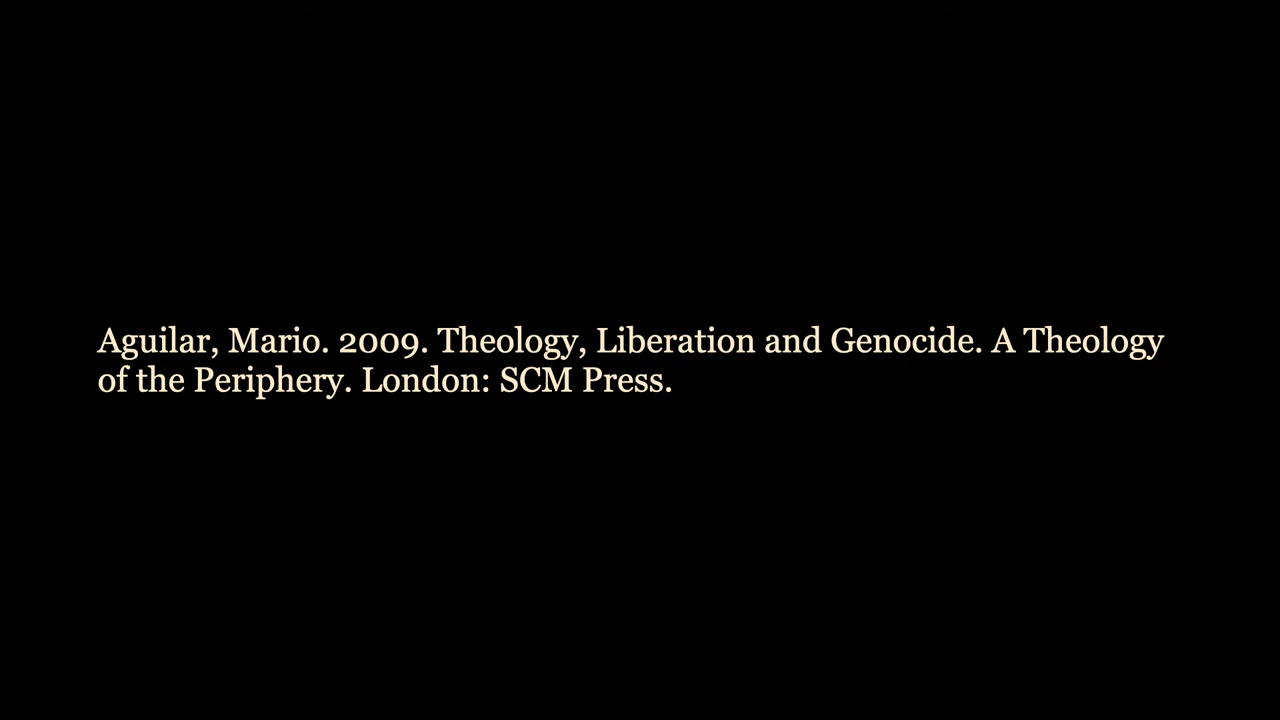 Aguilar, Mario. 2009. Theology, Liberation and Genocide. A Theology
of the Periphery. London: SCM Press.